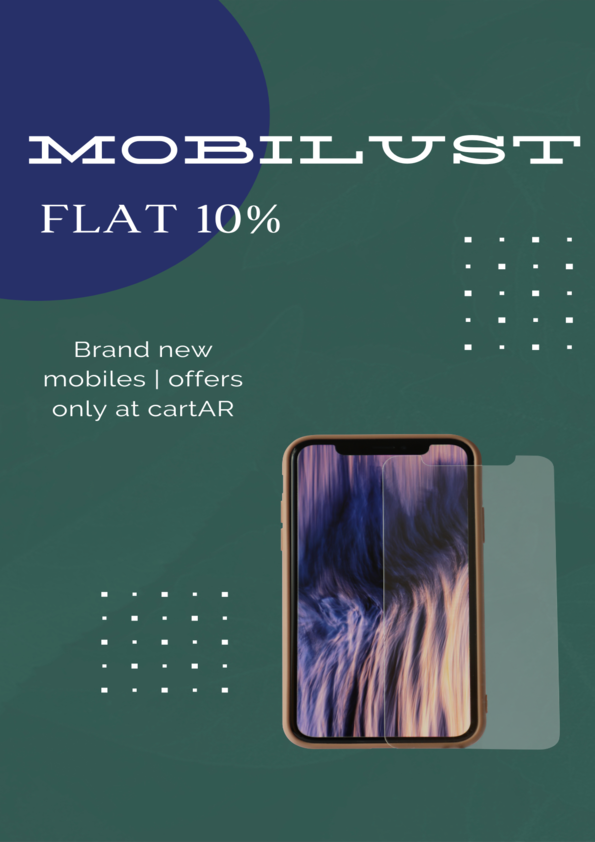 MOBILUST
FLAT 10%
Brand new
mobiles | offers
only at cartAR